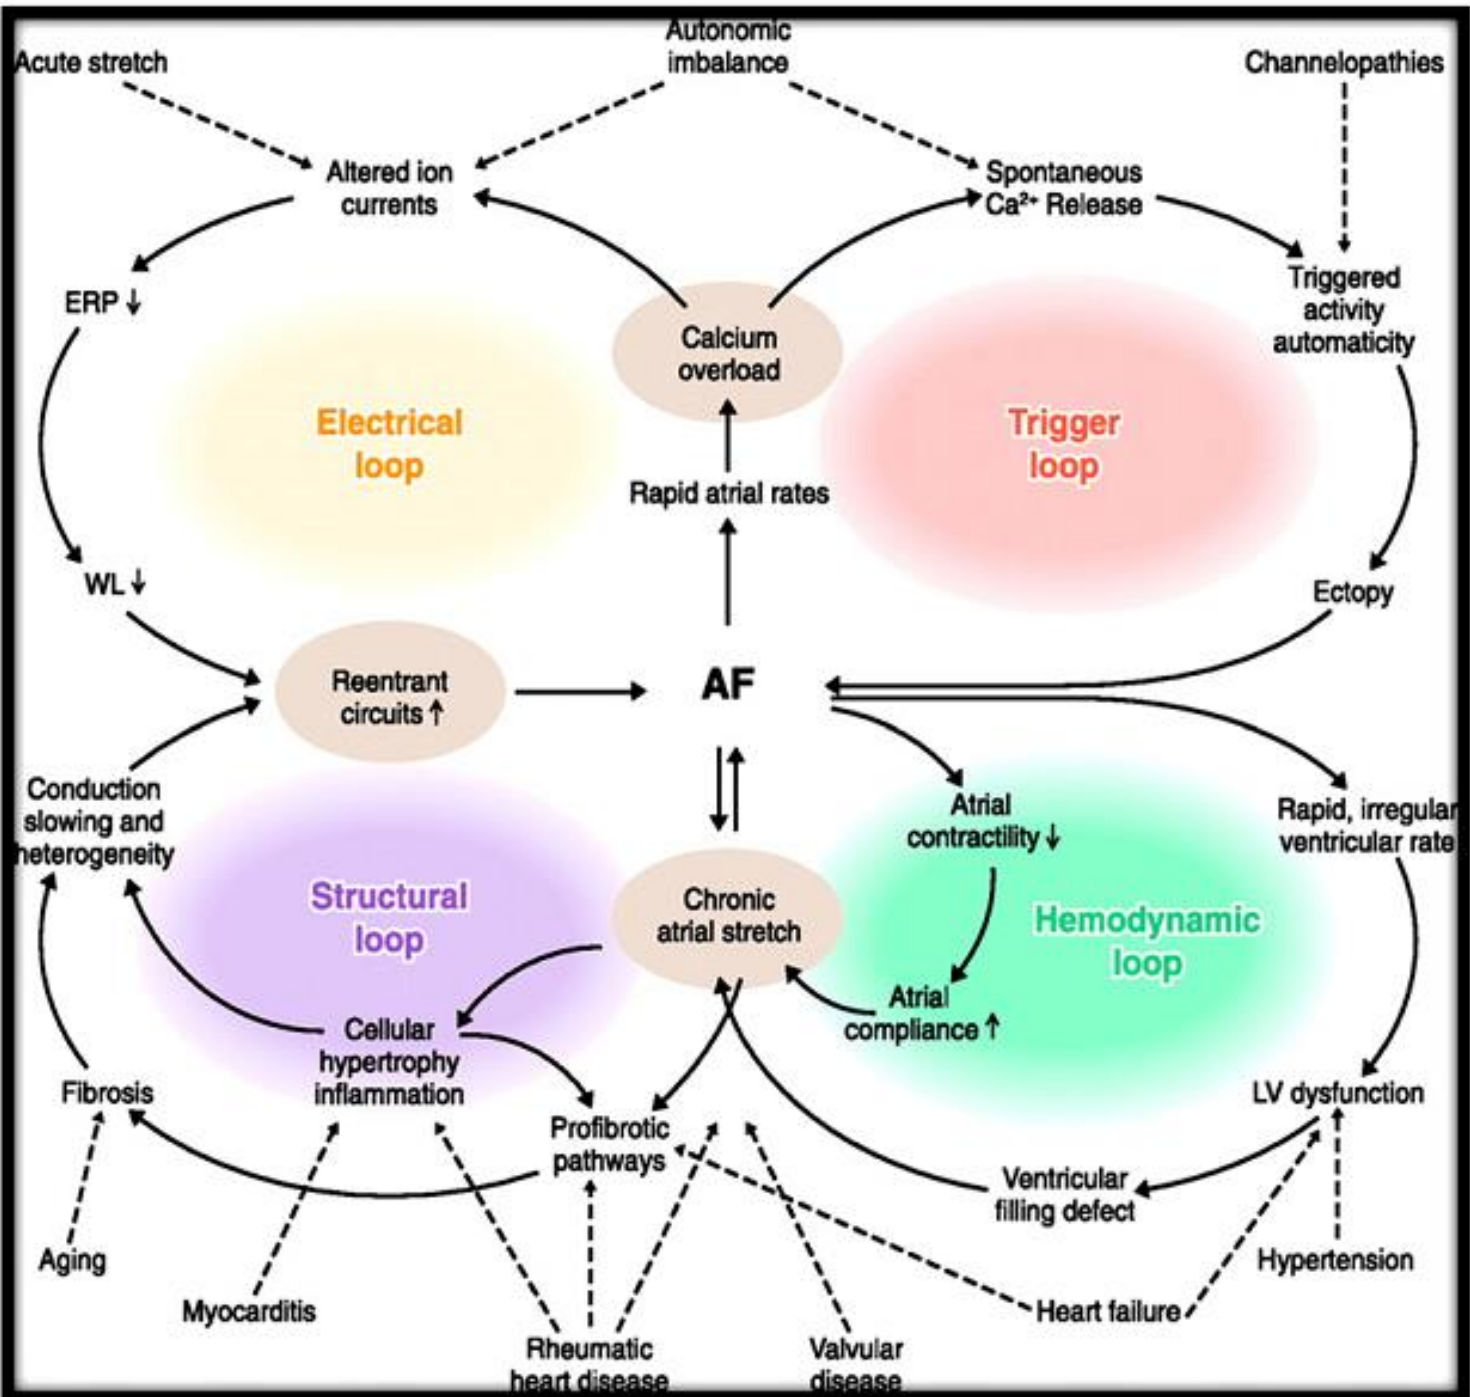 Autonomic
imbalance
Acute stretch
Channelopathies
Altered ion
currents
Spontaneous
Ca²⁺ Release
ERP ↓
Triggered
activity
automaticity
Calcium
overload
Electrical
loop
Trigger
loop
Rapid atrial rates
WL ↓
Ectopy
Reentrant
circuits ↑
AF
Conduction
slowing and
heterogeneity
Atrial
contractility ↓
Rapid, irregular
ventricular rate
Structural
loop
Chronic
atrial stretch
Hemodynamic
loop
Atrial
compliance ↑
Cellular
hypertrophy
inflammation
Fibrosis
LV dysfunction
Profibrotic
pathways
Ventricular
filling defect
Aging
Hypertension
Myocarditis
Heart failure
Rheumatic
heart disease
Valvular
disease